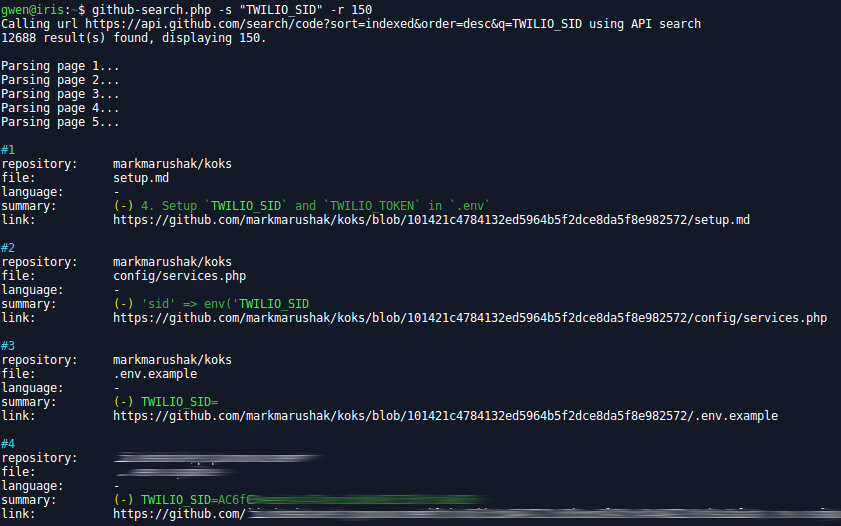 gwen@iris:~$ github-search.php -s "TWILIO_SID" -r 150
Calling url https://api.github.com/search/code?sort=indexed&order=desc&q=TWILIO_SID using API search
12688 result(s) found, displaying 150.
Parsing page 1...
Parsing page 2...
Parsing page 3...
Parsing page 4...
Parsing page 5...
#1
repository: markmarushak/koks
file: setup.md
language: -
summary: (-) 4. Setup `TWILIO_SID` and `TWILIO_TOKEN` in `.env`
link: https://github.com/markmarushak/koks/blob/101421c4784132ed5964b5f2dce8da5f8e982572/setup.md
#2
repository: markmarushak/koks
file: config/services.php
language: -
summary: (-) 'sid' => env('TWILIO_SID
link: https://github.com/markmarushak/koks/blob/101421c4784132ed5964b5f2dce8da5f8e982572/config/services.php
#3
repository: markmarushak/koks
file: .env.example
language: -
summary: (-) TWILIO_SID=
link: https://github.com/markmarushak/koks/blob/101421c4784132ed5964b5f2dce8da5f8e982572/.env.example
#4
repository:
file:
language: -
summary: (-) TWILIO_SID=AC6f
link: https://github.com/